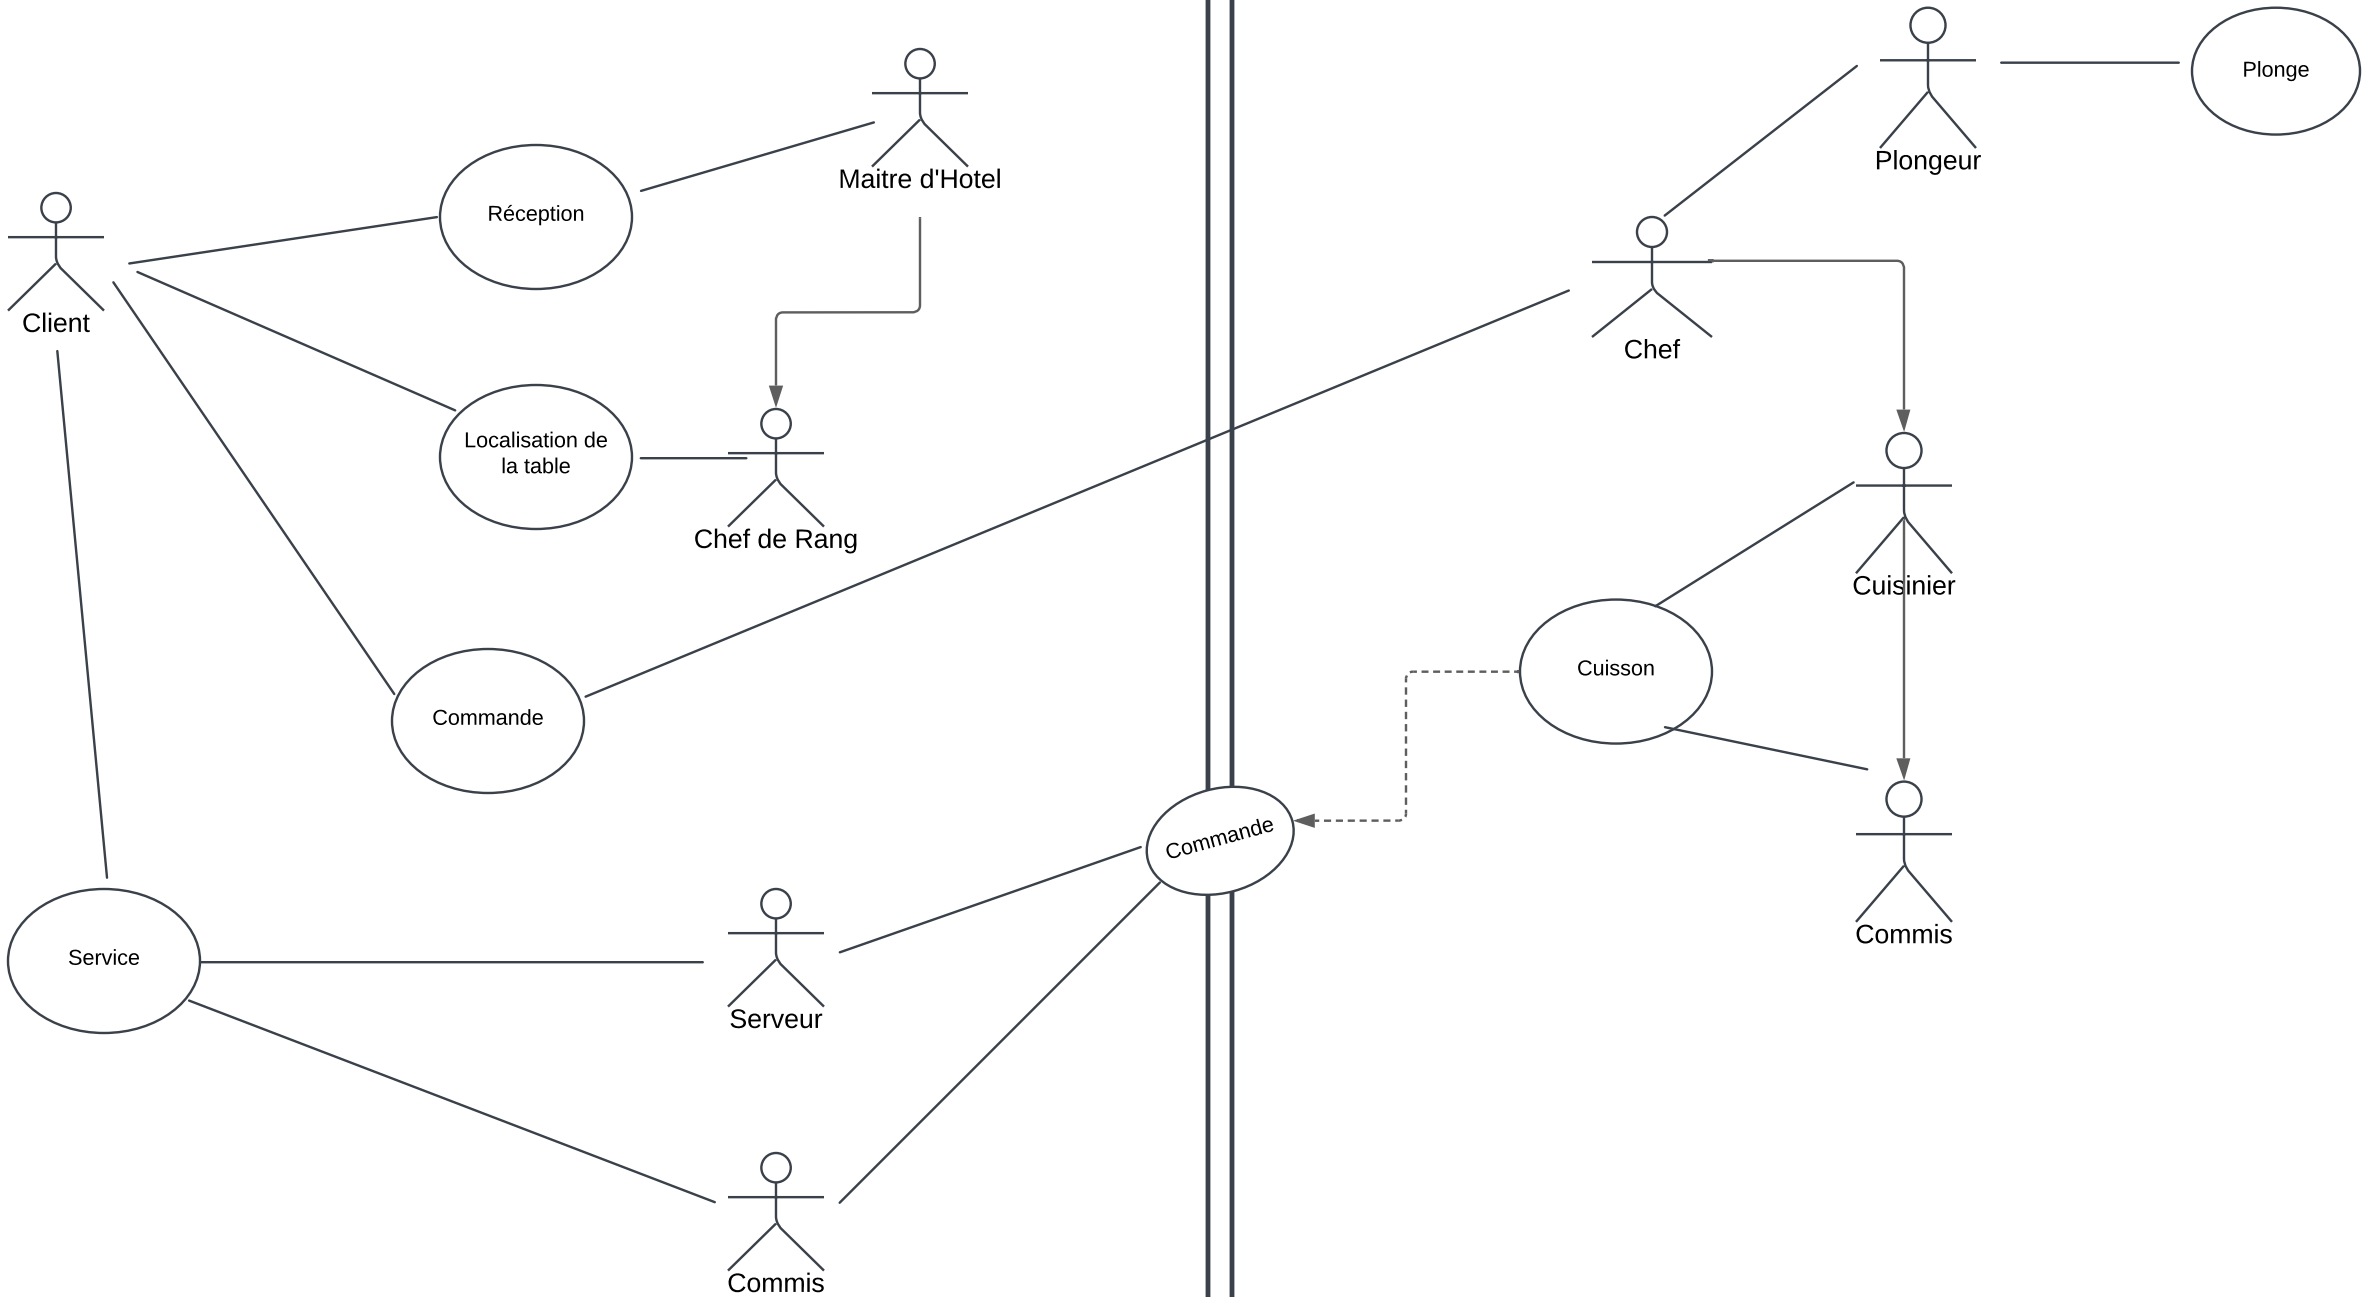 Plonge
Plongeur
Maitre d'Hotel
Réception
Client
Chef
Localisation de
la table
Chef de Rang
Cuisinier
Cuisson
Commande
Commande
Commis
Service
Serveur
Commis